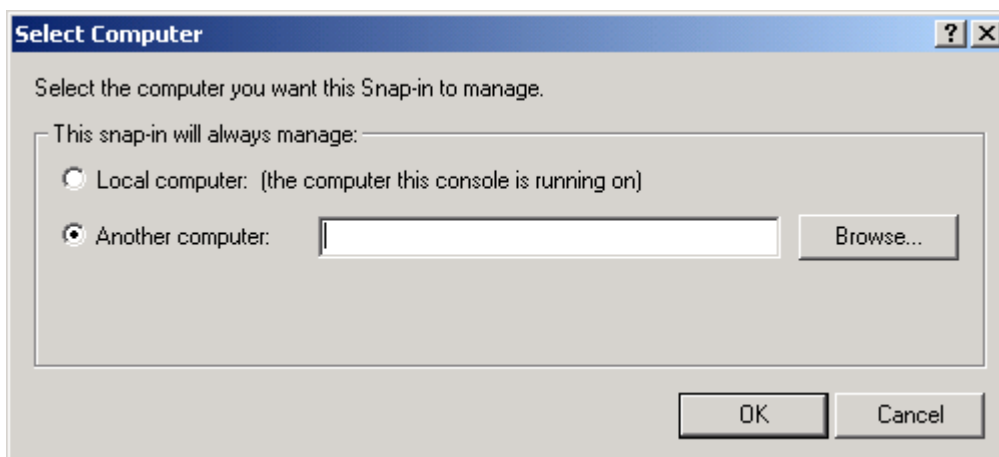 Select Computer
?
Select the computer you want this Snap-in to manage.
This snap-in will always manage:
Local computer: (the computer this console is running on)
Another computer:
Browse...
OK
Cancel